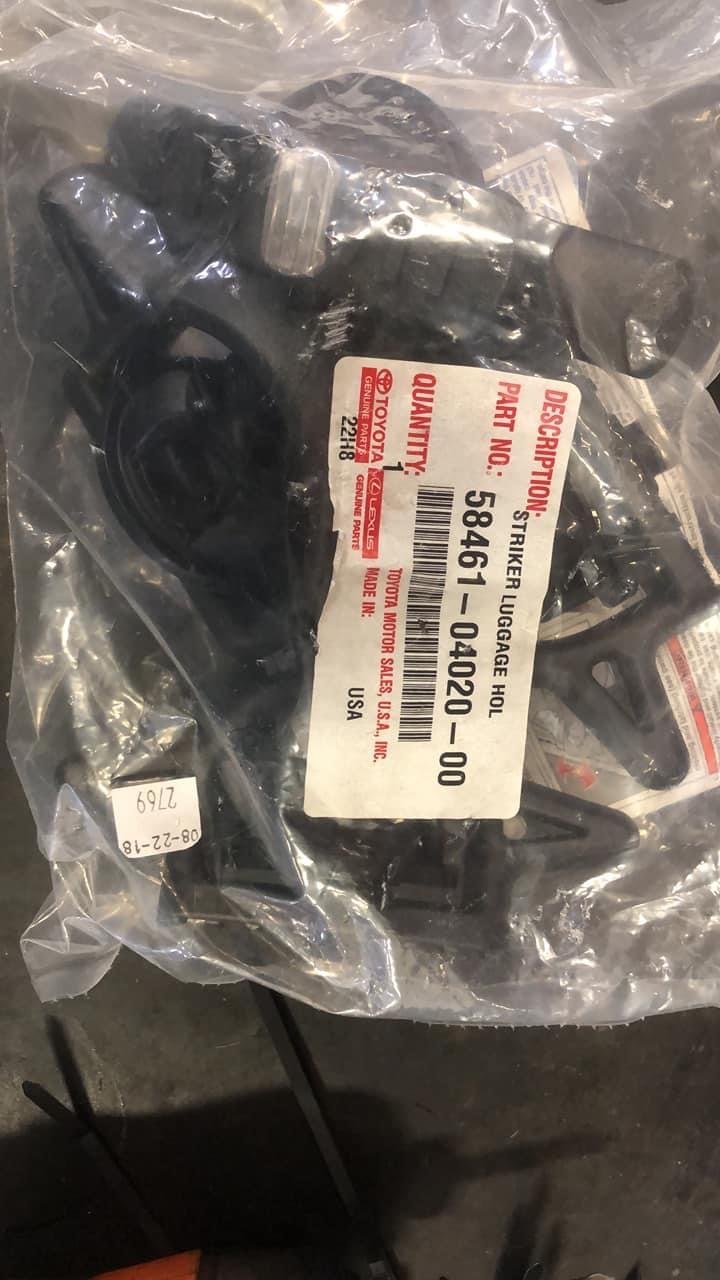 DESCRIPTION:
STRIKER LUGGAGE HOL
PART NO.: 58461-04020-00
QUANTITY:
1
TOYOTA LEXUS
GENUINE PARTS GENUINE PARTS
22H8
TOYOTA MOTOR SALES, U.S.A., INC.
MADE IN: USA
08-22-18
2769